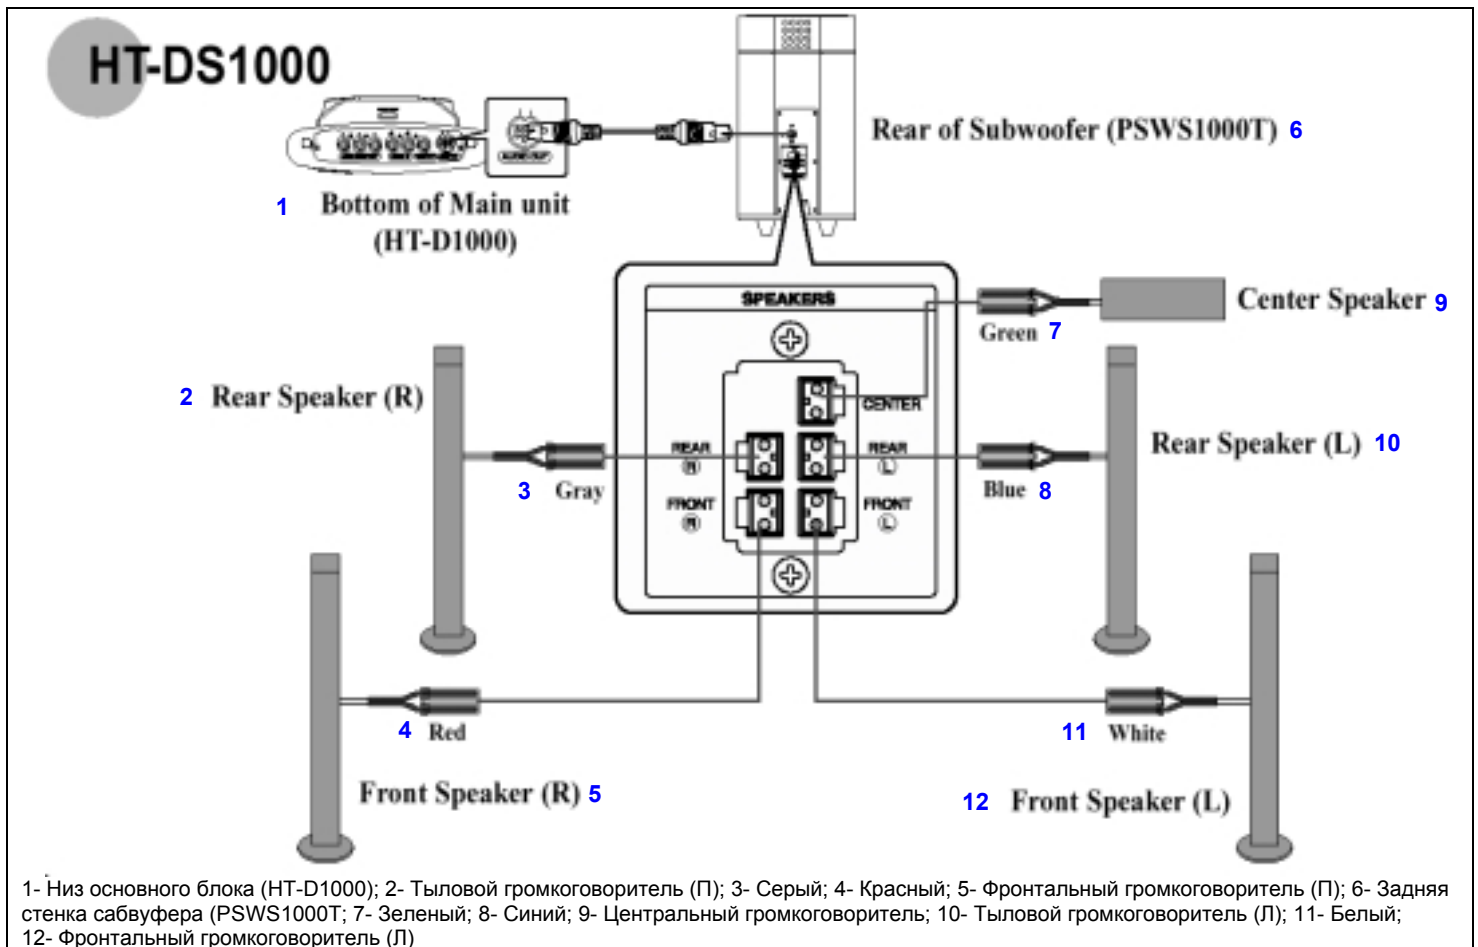 HT-DS1000
Rear of Subwoofer (PSWS1000T) 6
AUDIO OUT
1 Bottom of Main unit
(HT-D1000)
SPEAKERS
Center Speaker 9
Green 7
2 Rear Speaker (R)
CENTER
REAR
R
REAR
L
Rear Speaker (L) 10
3 Gray
Blue 8
FRONT
R
FRONT
L
4 Red
11 White
Front Speaker (R) 5
12 Front Speaker (L)
1- Низ основного блока (HT-D1000); 2- Тыловой громкоговоритель (П); 3- Серый; 4- Красный; 5- Фронтальный громкоговоритель (П); 6- Задняя
стенка сабвуфера (PSWS1000T; 7- Зеленый; 8- Синий; 9- Центральный громкоговоритель; 10- Тыловой громкоговоритель (Л); 11- Белый;
12- Фронтальный громкоговоритель (Л)